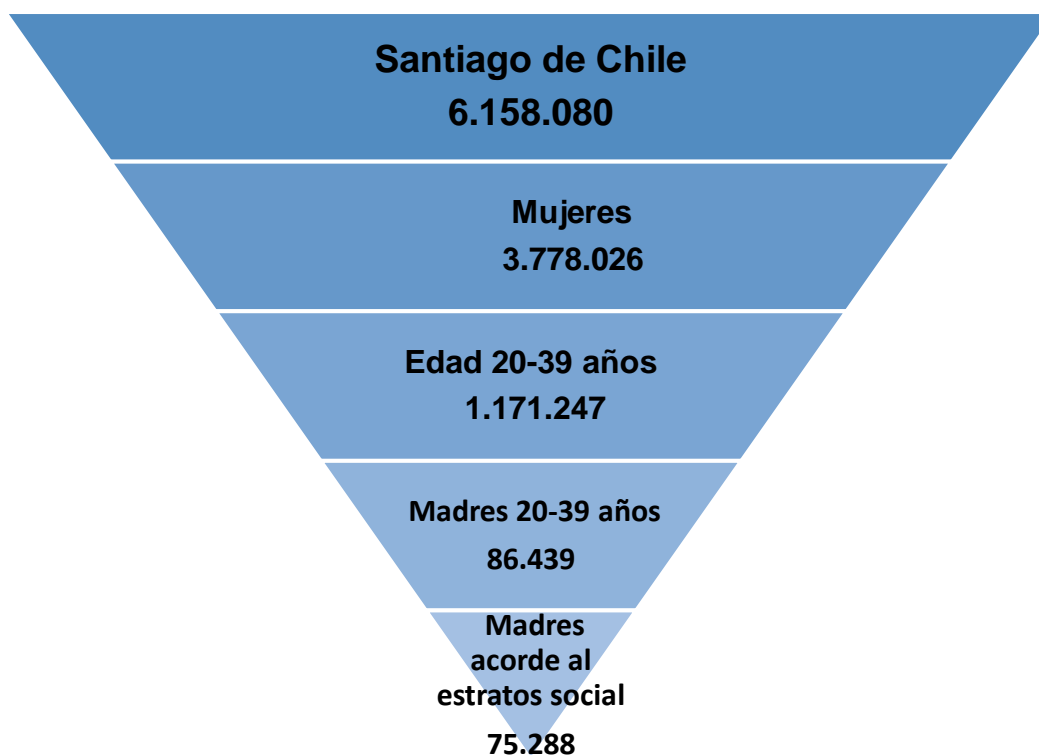 Santiago de Chile
6.158.080
Mujeres
3.778.026
Edad 20-39 años
1.171.247
Madres 20-39 años
86.439
Madres
acorde al
estratos social
75.288